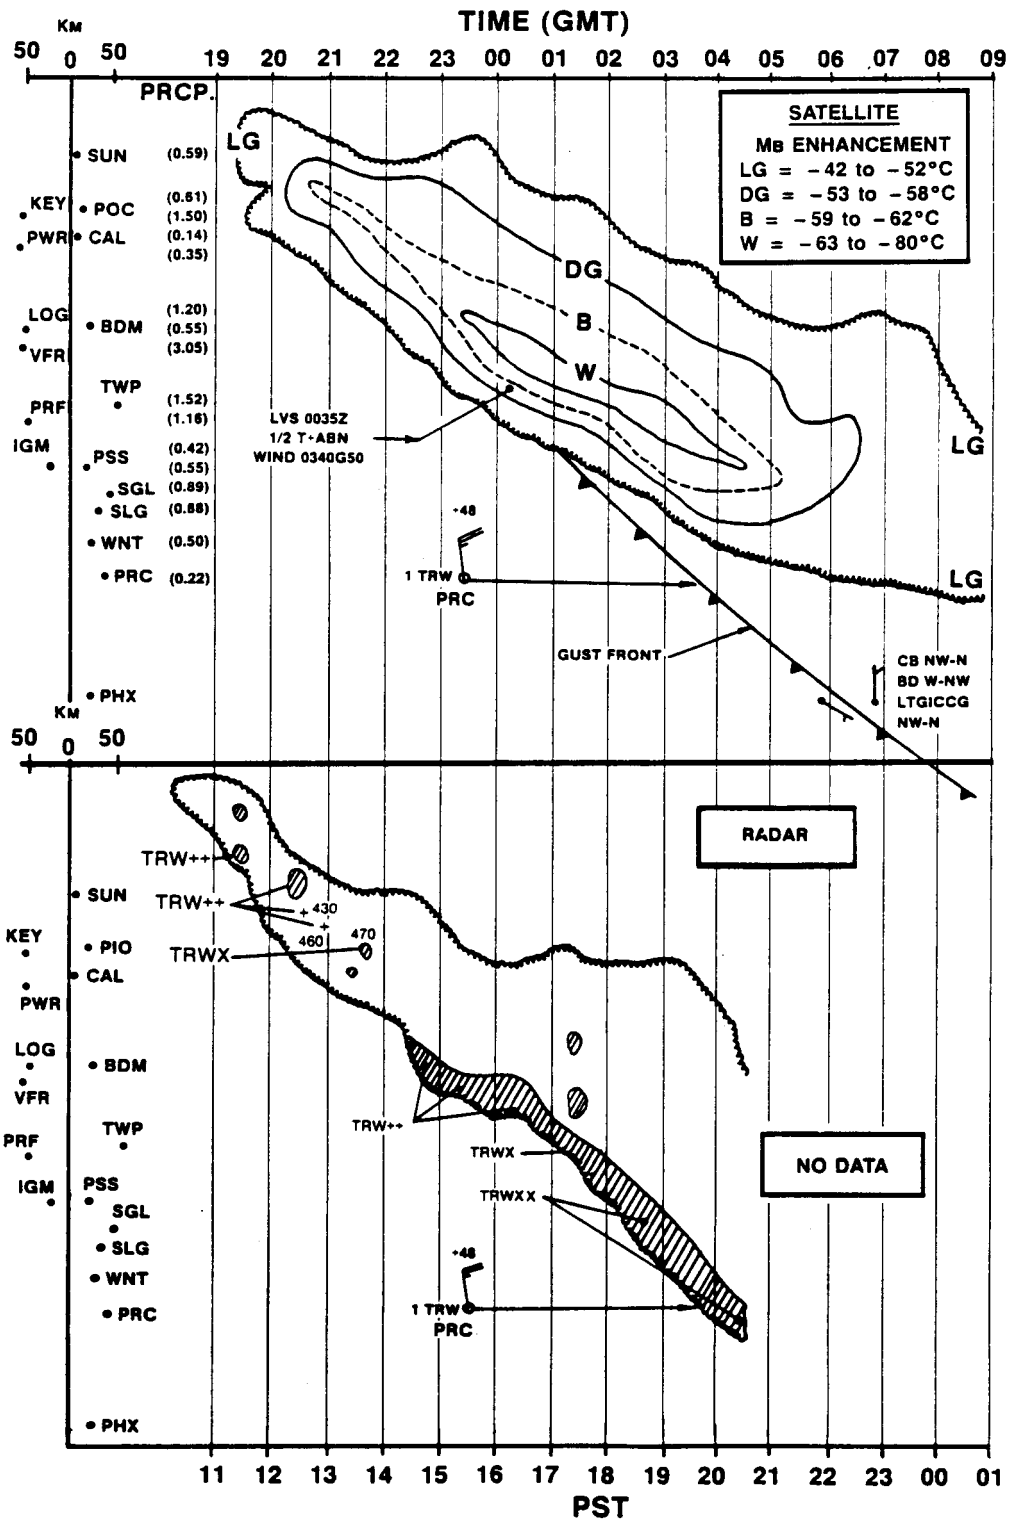 TIME (GMT)
KM
50 0 50 19 20 21 22 23 00 01 02 03 04 05 06 07 08 09
PRCP.
SATELLITE
MB ENHANCEMENT
LG = -42 to -52°C
DG = -53 to -58°C
B = -59 to -62°C
W = -63 to -80°C
LG
SUN (0.59)
(0.61)
KEY POC (1.50)
PWR CAL (0.14)
(0.35)
DG
(1.20)
LOG BDM (0.55)
VFR (3.05)
B
W
TWP
(1.52)
PRF (1.16)
LVS 0035Z
1/2 T+ABN
WIND 0340G50
IGM (0.42)
PSS (0.55)
SGL (0.89)
SLG (0.88)
WNT (0.50)
PRC (0.22)
LG
LG
+48
1 TRW
PRC
GUST FRONT
CB NW-N
BD W-NW
LTGICCG
NW-N
PHX
KM
50 0 50
RADAR
TRW++
SUN
TRW++
+ 430
+
460
470
TRWX
KEY
PIO
CAL
PWR
LOG
BDM
VFR
TRW++
TWP
PRF
TRWX
NO DATA
IGM
PSS
TRWXX
SGL
SLG
WNT
PRC
+48
1 TRW
PRC
PHX
11 12 13 14 15 16 17 18 19 20 21 22 23 00 01
PST